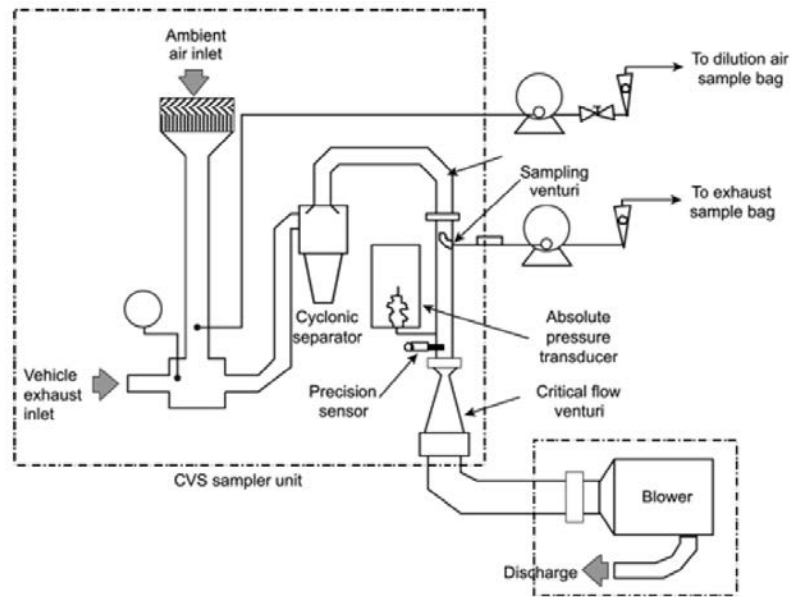 Ambient
air inlet
To dilution air
sample bag
Sampling
venturi
To exhaust
sample bag
Cyclonic
separator
Absolute
pressure
transducer
Vehicle
exhaust
inlet
Precision
sensor
Critical flow
venturi
CVS sampler unit
Blower
Discharge